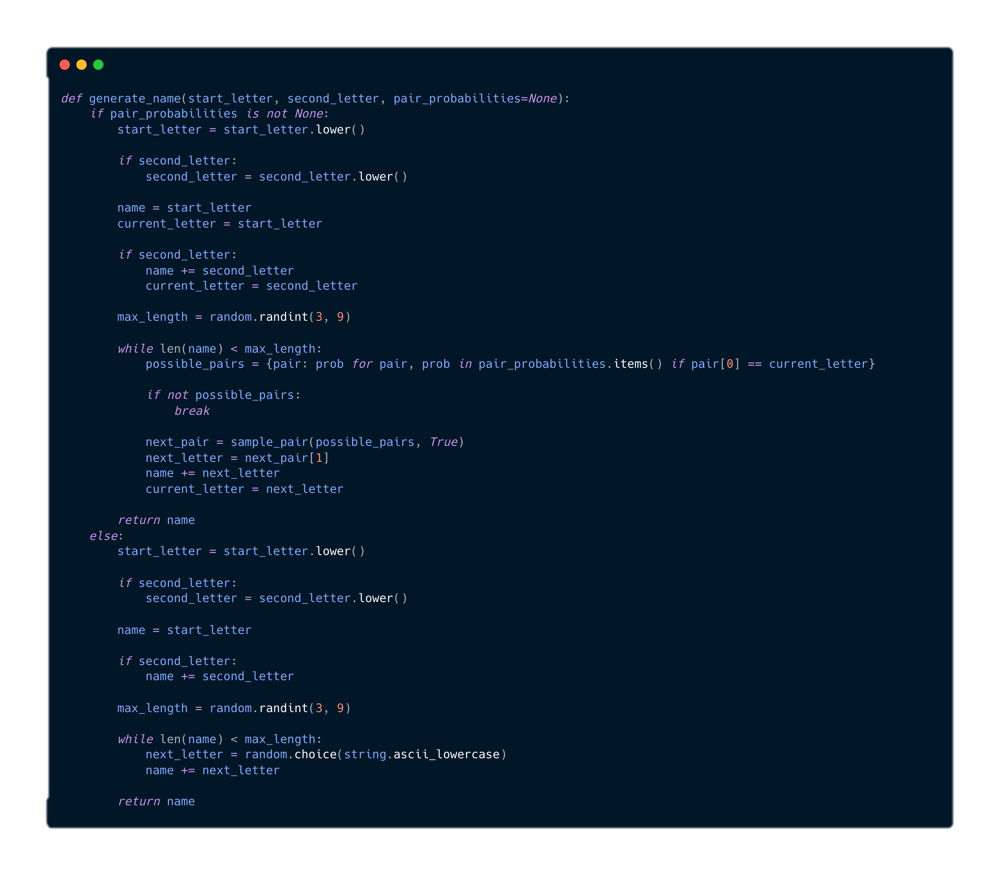 def generate_name(start_letter, second_letter, pair_probabilities=None):
    if pair_probabilities is not None:
        start_letter = start_letter.lower()

        if second_letter:
            second_letter = second_letter.lower()

        name = start_letter
        current_letter = start_letter

        if second_letter:
            name += second_letter
            current_letter = second_letter

        max_length = random.randint(3, 9)

        while len(name) < max_length:
            possible_pairs = {pair: prob for pair, prob in pair_probabilities.items() if pair[0] == current_letter}

            if not possible_pairs:
                break

            next_pair = sample_pair(possible_pairs, True)
            next_letter = next_pair[1]
            name += next_letter
            current_letter = next_letter

        return name
    else:
        start_letter = start_letter.lower()

        if second_letter:
            second_letter = second_letter.lower()

        name = start_letter

        if second_letter:
            name += second_letter

        max_length = random.randint(3, 9)

        while len(name) < max_length:
            next_letter = random.choice(string.ascii_lowercase)
            name += next_letter

        return name